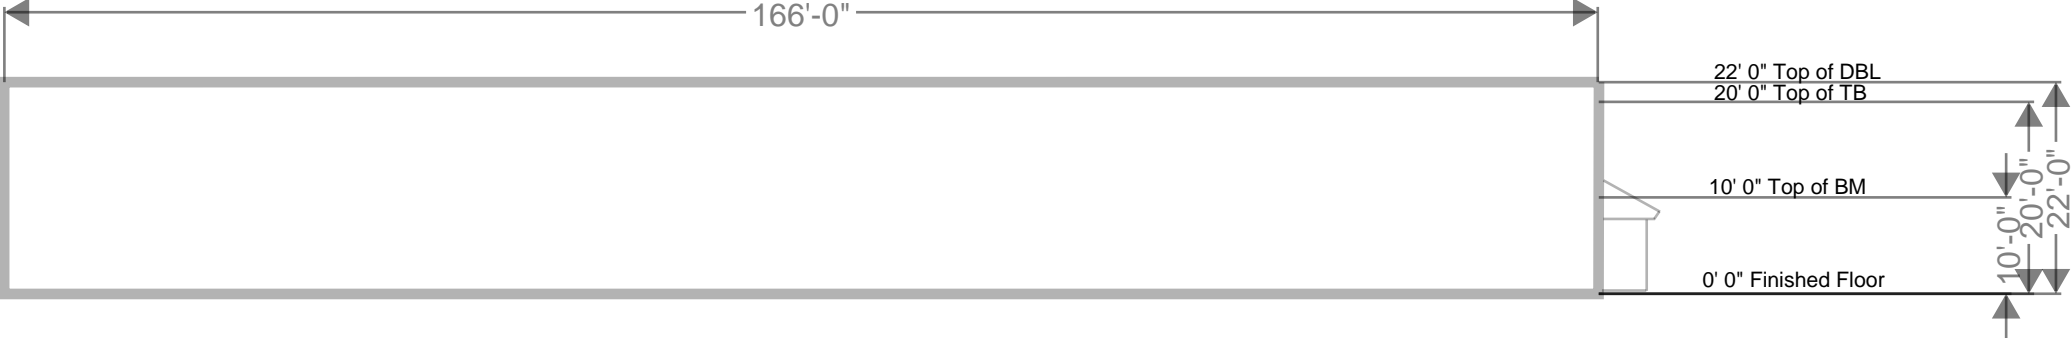 166'-0"
22' 0" Top of DBL
20' 0" Top of TB
10' 0" Top of BM
0' 0" Finished Floor
10'-0"
20'-0"
22'-0"